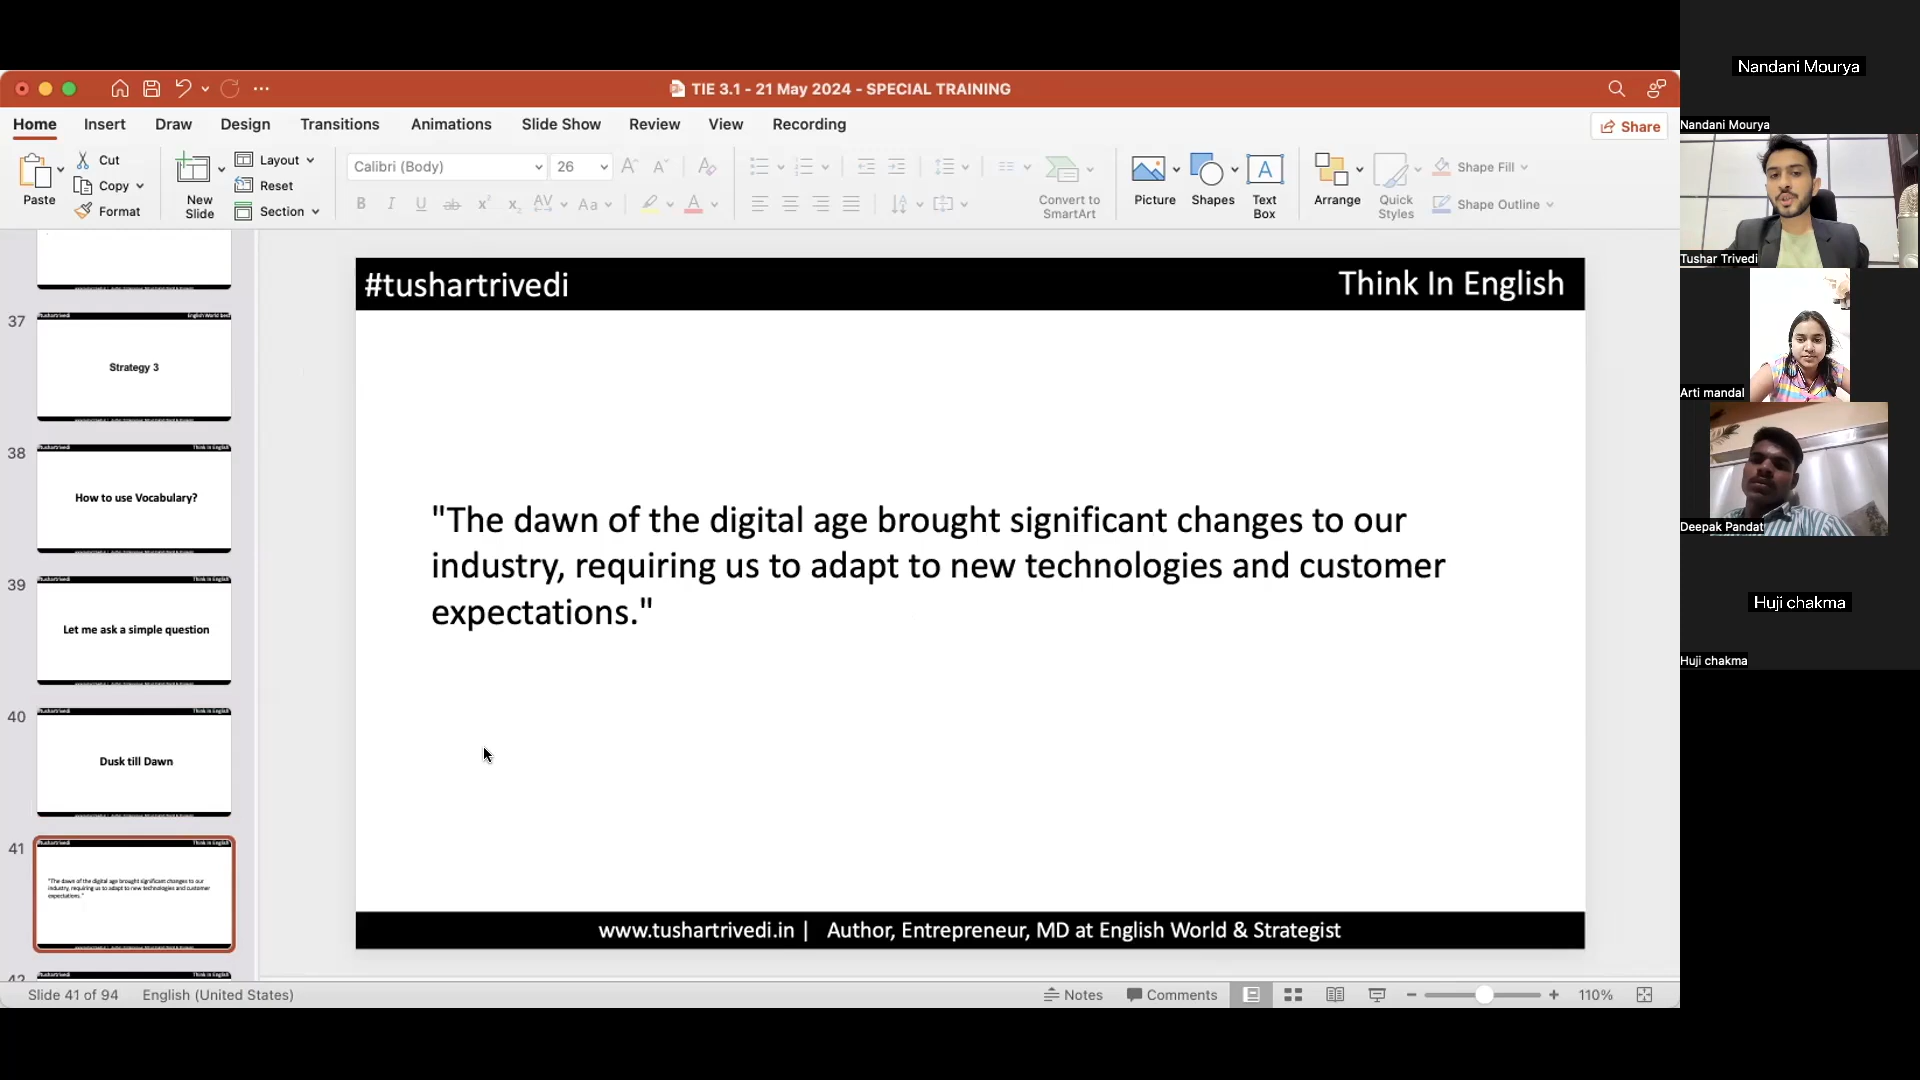 TIE 3.1 - 21 May 2024 - SPECIAL TRAINING
Home Insert Draw Design Transitions Animations Slide Show Review View Recording Share
Paste
Cut
Copy
Format
New Slide
Layout
Reset
Section
Calibri (Body) 26
Convert to SmartArt
Picture
Shapes
Text Box
Arrange
Quick Styles
Shape Fill
Shape Outline
37
Strategy 3
38
How to use Vocabulary?
39
Let me ask a simple question
40
Dusk till Dawn
41
"The dawn of the digital age brought significant changes to our
industry, requiring us to adapt to new technologies and customer
expectations."
42
#tushartrivedi Think In English
"The dawn of the digital age brought significant changes to our
industry, requiring us to adapt to new technologies and customer
expectations."
www.tushartrivedi.in | Author, Entrepreneur, MD at English World & Strategist
Slide 41 of 94 English (United States) Notes Comments 110%
Nandani Mourya
Nandani Mourya
Tushar Trivedi
Arti mandal
Deepak Pandat
Huji chakma
Huji chakma